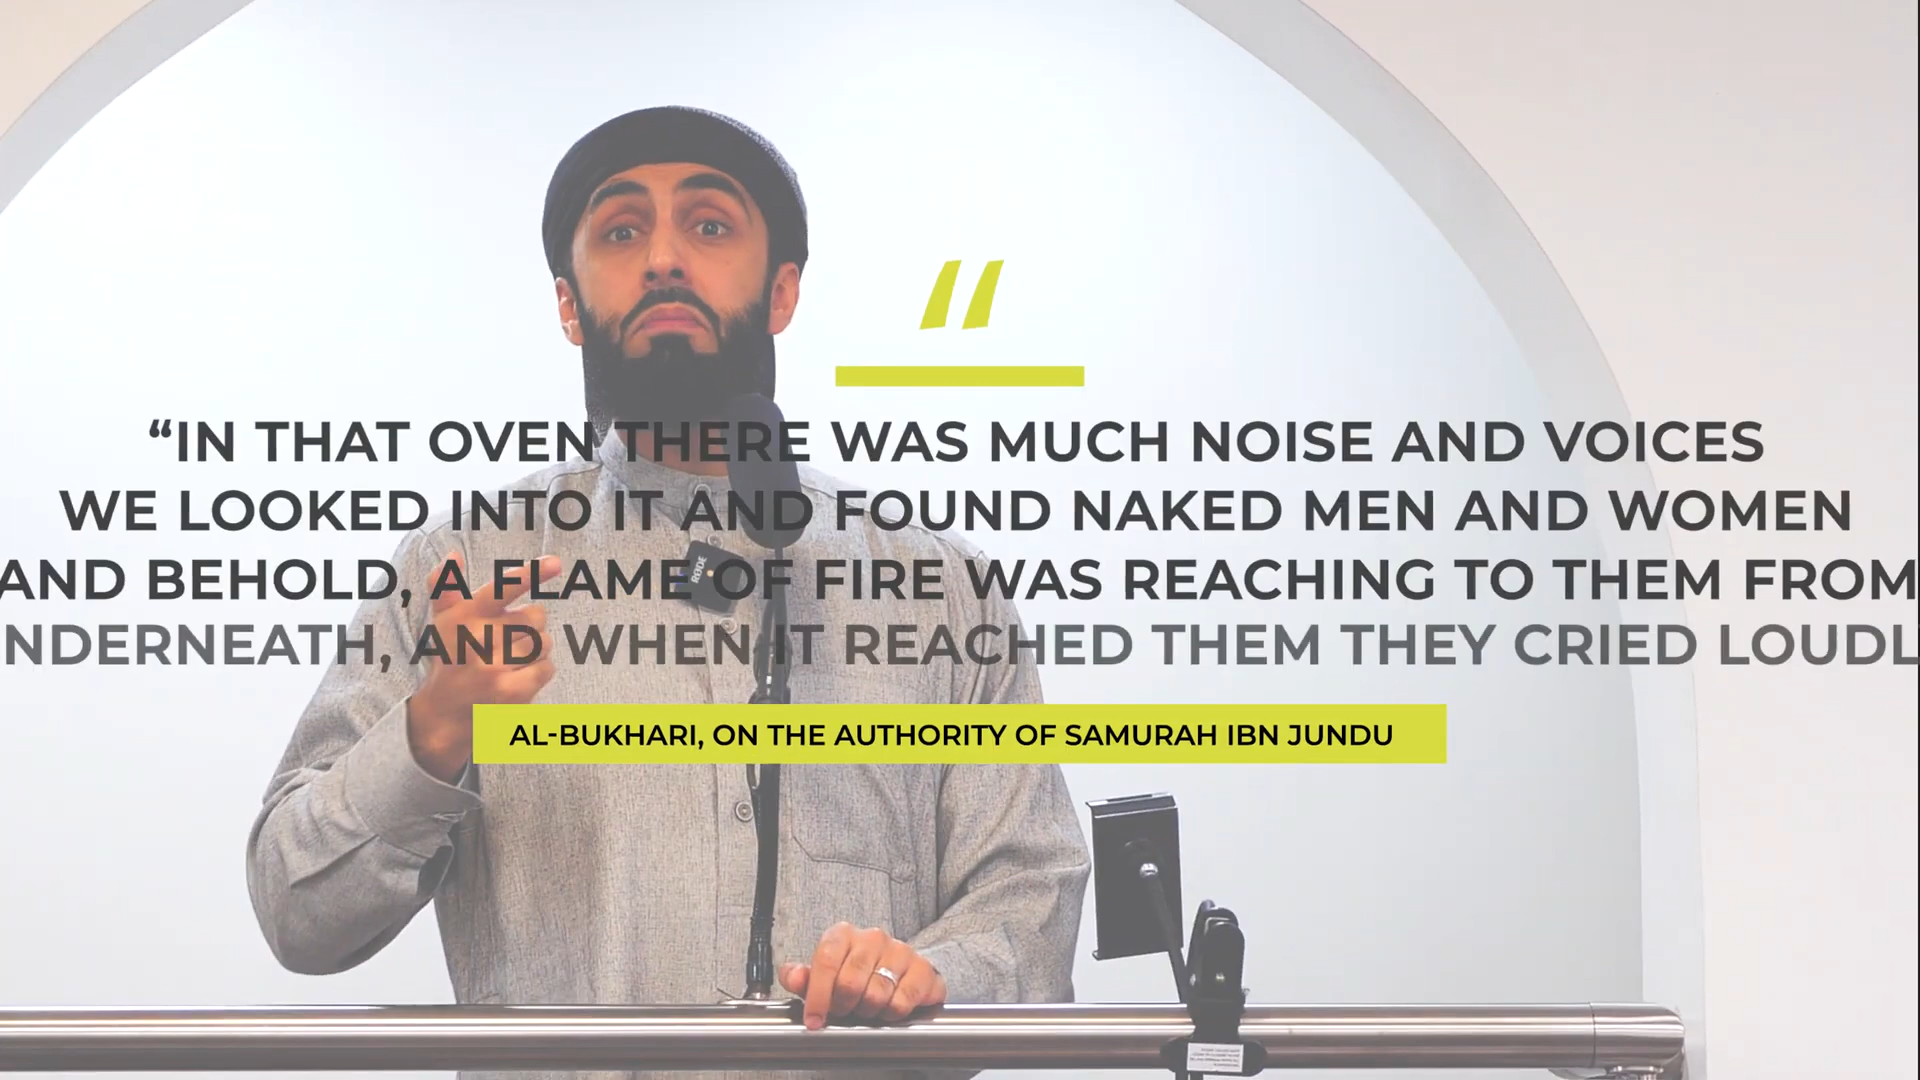 “IN THAT OVEN THERE WAS MUCH NOISE AND VOICES
WE LOOKED INTO IT AND FOUND NAKED MEN AND WOMEN
AND BEHOLD, A FLAME OF FIRE WAS REACHING TO THEM FROM
NDERNEATH, AND WHEN IT REACHED THEM THEY CRIED LOUDL
RØDE
AL-BUKHARI, ON THE AUTHORITY OF SAMURAH IBN JUNDU